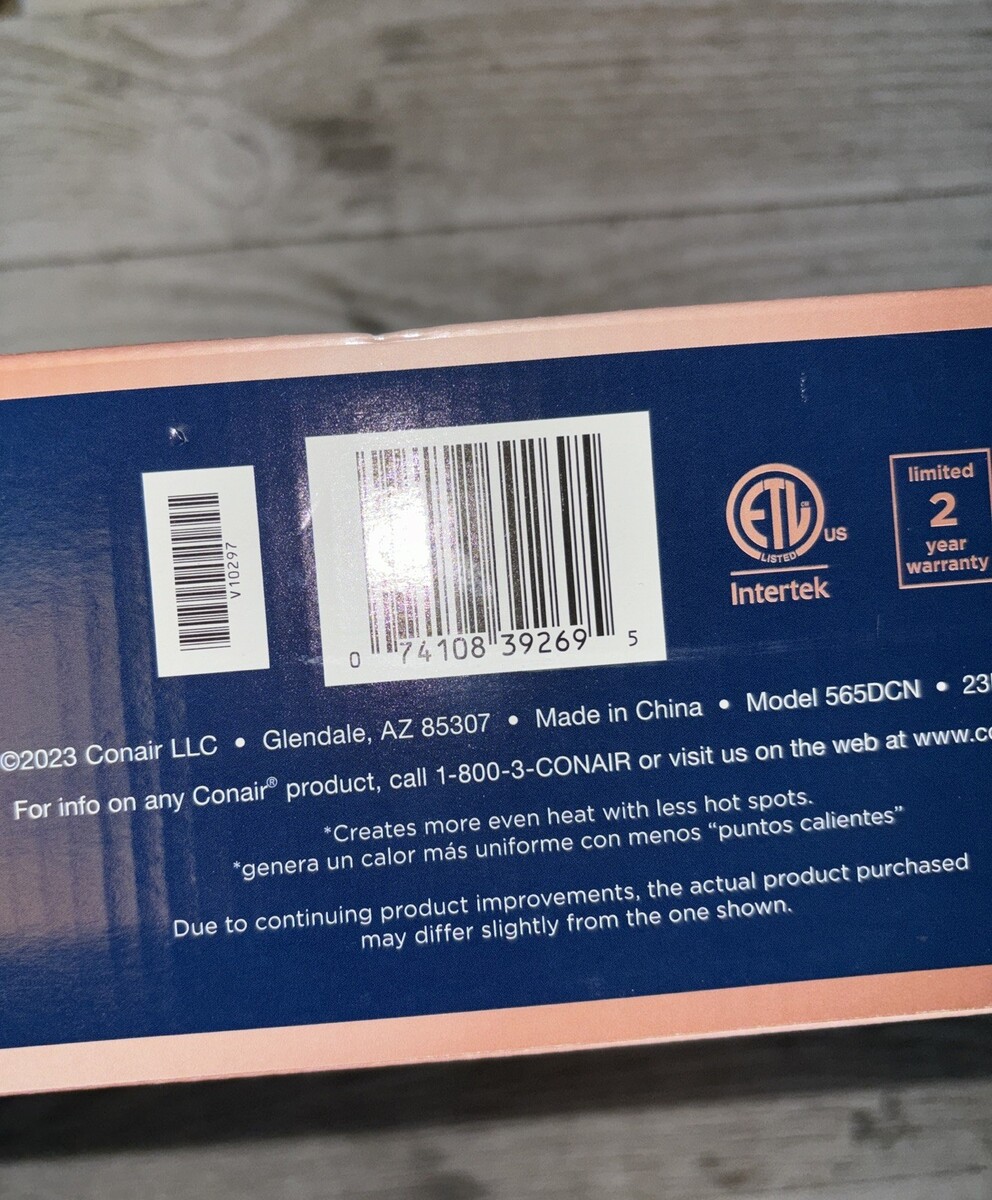 V10297
0 74108 39269 5
ETL CM US
LISTED
Intertek
limited
2
year
warranty
©2023 Conair LLC • Glendale, AZ 85307 • Made in China • Model 565DCN •
For info on any Conair® product, call 1-800-3-CONAIR or visit us on the web at
*Creates more even heat with less hot spots.
*genera un calor más uniforme con menos “puntos calientes”
Due to continuing product improvements, the actual product purchased
may differ slightly from the one shown.